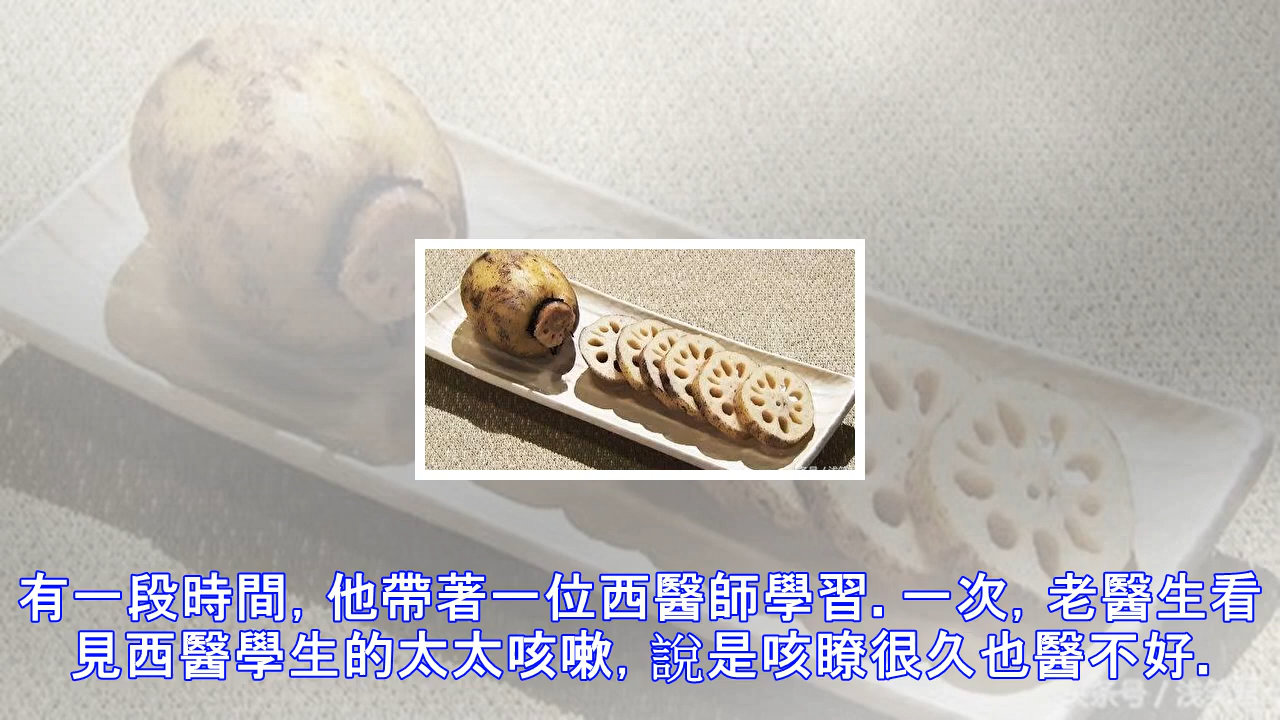 有一段時間, 他帶著一位西醫師學習. 一次, 老醫生看
見西醫學生的太太咳嗽, 說是咳瞭很久也醫不好.